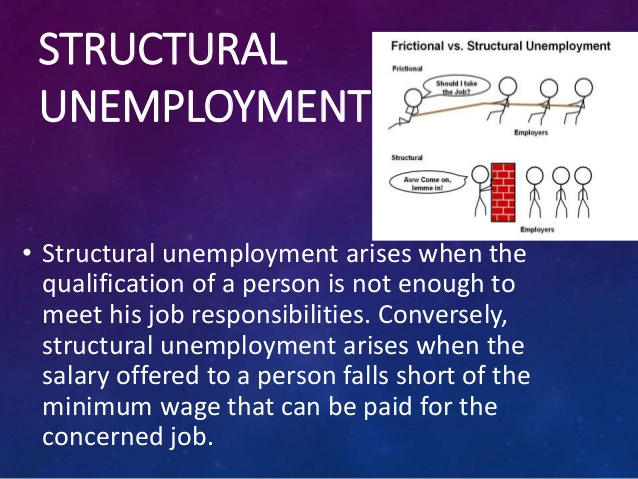 STRUCTURAL
UNEMPLOYMENT
Frictional vs. Structural Unemployment
Frictional
Should I take
the Job?
Employers
Structural
Aww Come on,
lemme in!
Employers
• Structural unemployment arises when the
qualification of a person is not enough to
meet his job responsibilities. Conversely,
structural unemployment arises when the
salary offered to a person falls short of the
minimum wage that can be paid for the
concerned job.